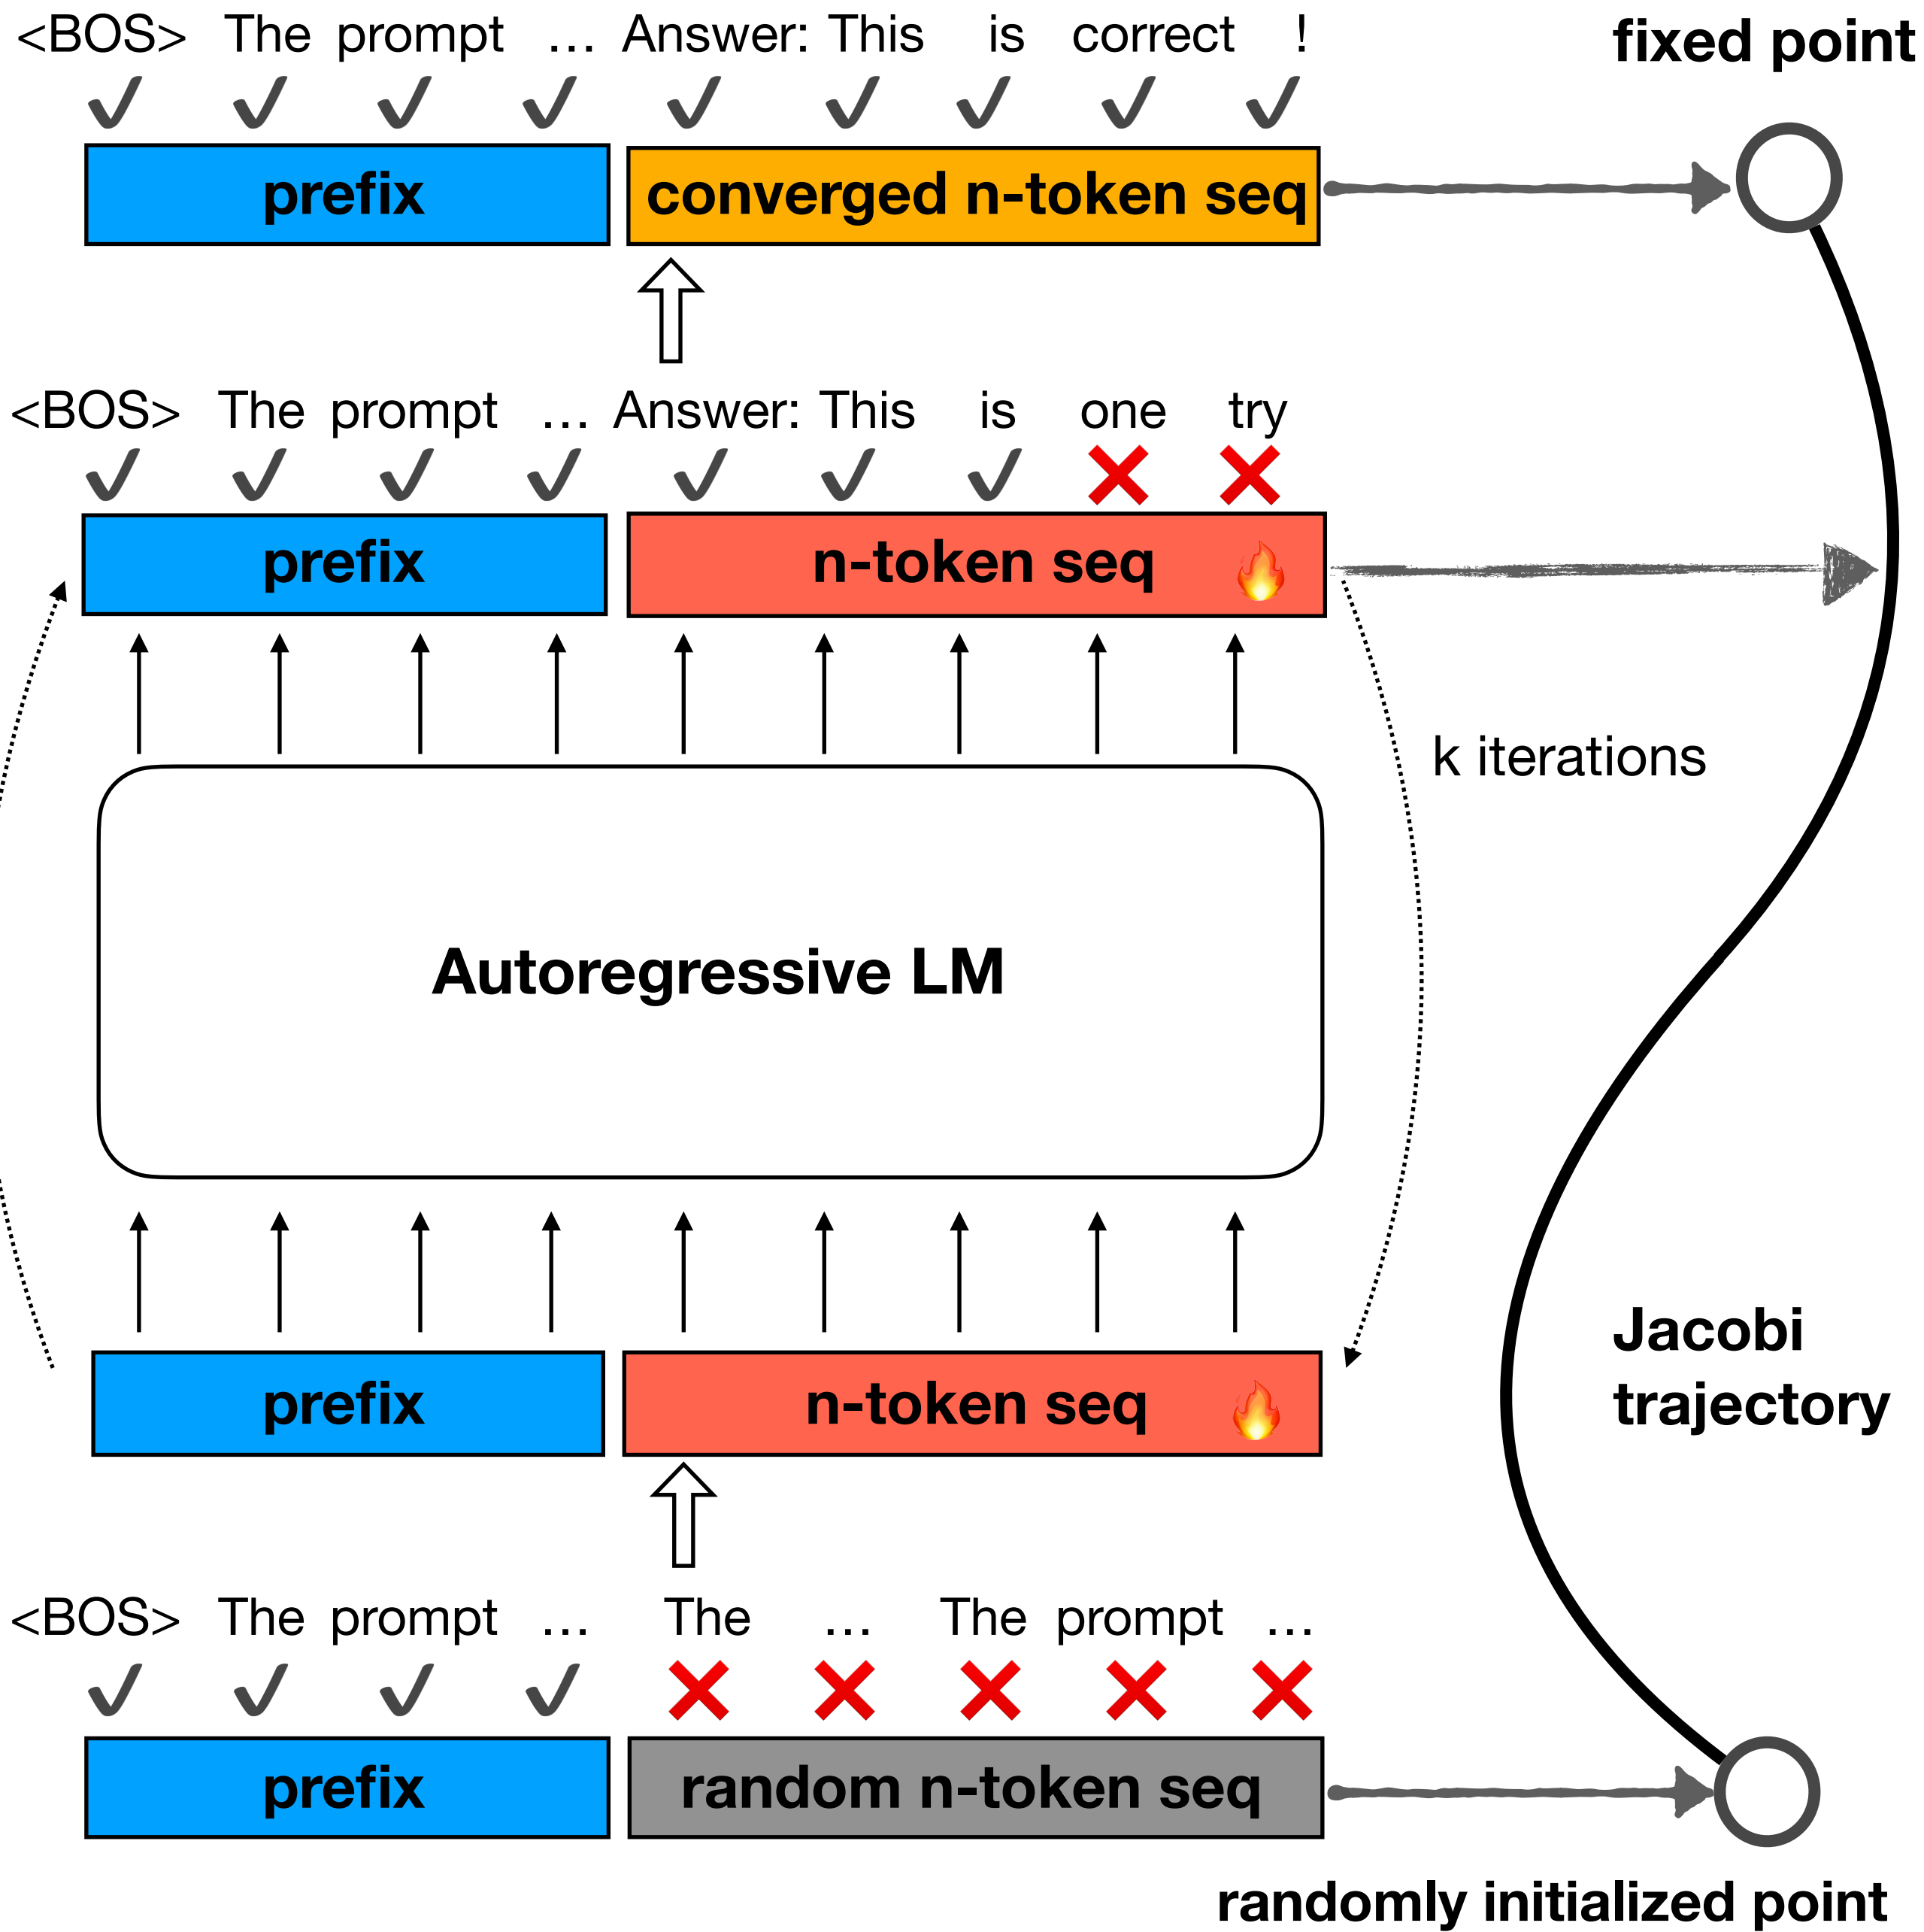 <BOS> The prompt ... Answer: This is correct !
fixed point
prefix
converged n-token seq
<BOS> The prompt ... Answer: This is one try
prefix
n-token seq
k iterations
Autoregressive LM
Jacobi
trajectory
prefix
n-token seq
<BOS> The prompt ... The ... The prompt ...
prefix
random n-token seq
randomly initialized point